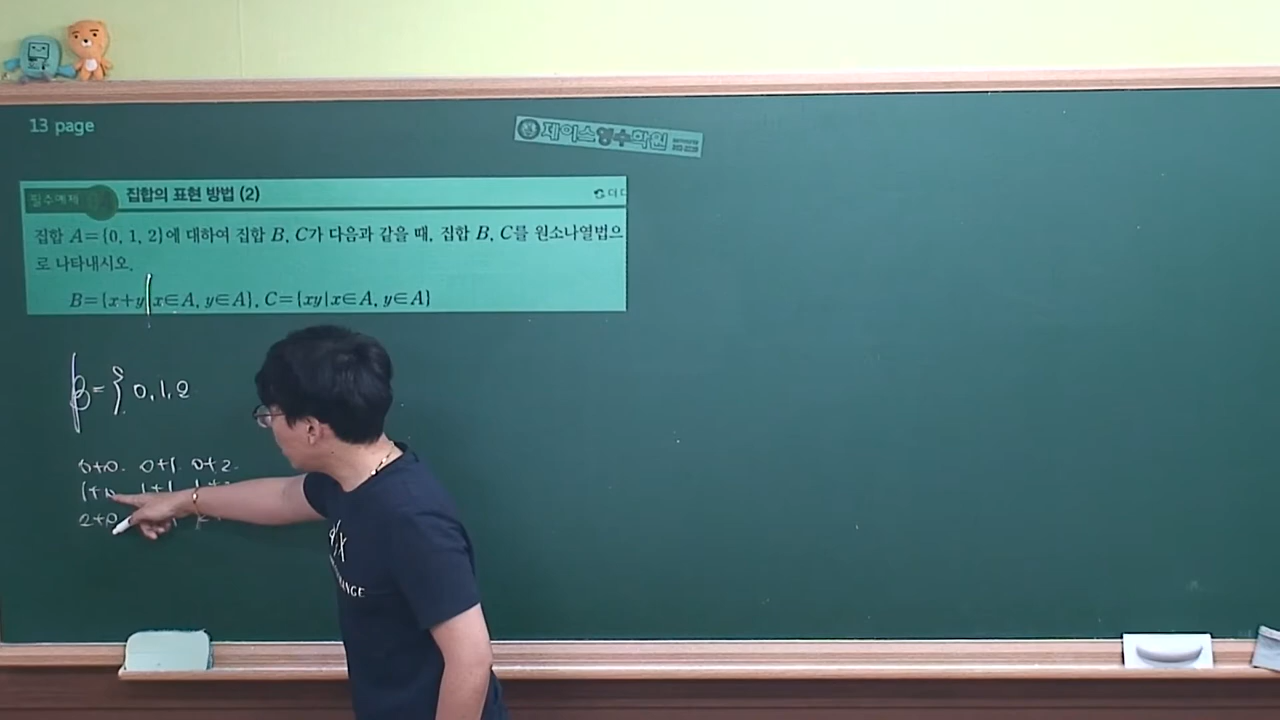 13 page
제이스영수학원
필수예제 집합의 표현 방법 (2)
집합 A={0, 1, 2}에 대하여 집합 B, C가 다음과 같을 때, 집합 B, C를 원소나열법으
로 나타내시오.
B={x+y|x∈A, y∈A}, C={xy|x∈A, y∈A}
B={0,1,2
0+0. 0+1. 0+2.
1+0 1+1
2+0